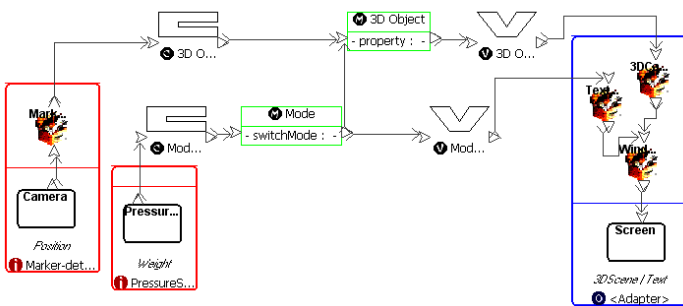 M 3D Object
- property : -
C 3D O...
V 3D O...
3DCa...
Mark...
Text...
M Mode
- switchMode : -
C Mod...
V Mod...
Wind...
Camera
Pressur...
Screen
Position
Weight
3DScene / Text
i Marker-det...
i PressureS...
O <Adapter>